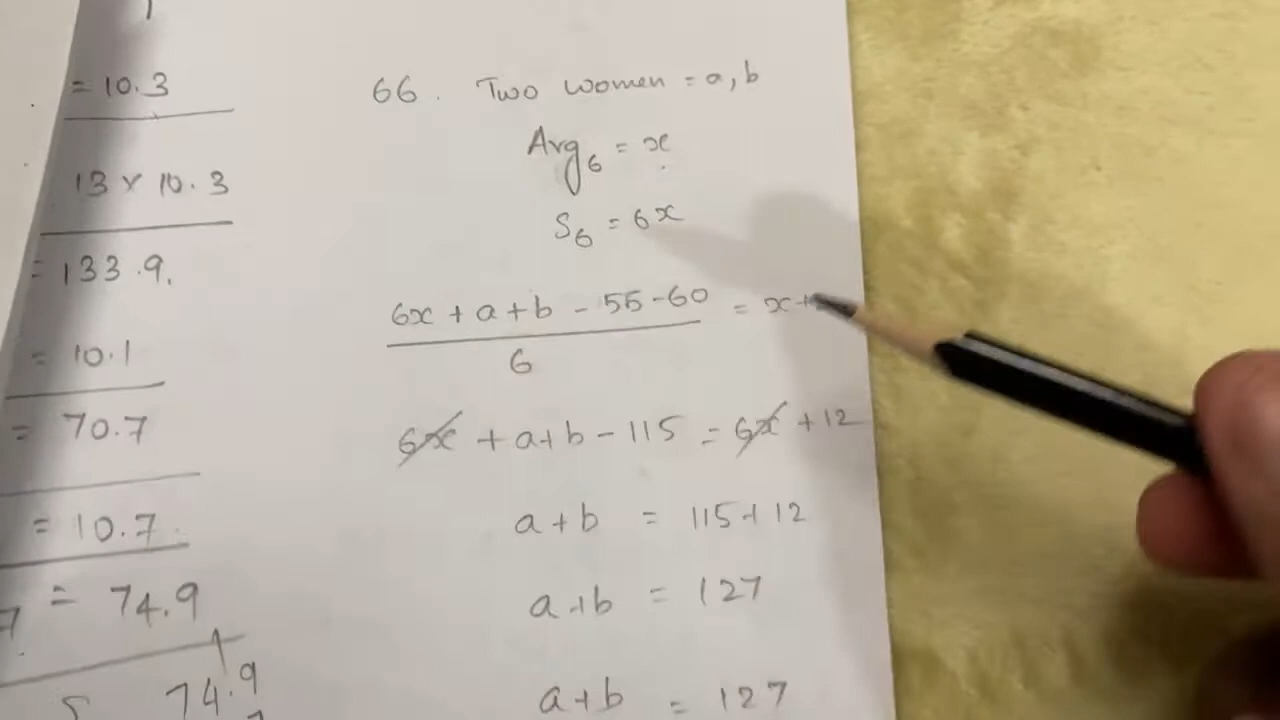 = 10.3
13 × 10.3
= 133.9.
= 10.1
= 70.7
= 10.7.
7 = 74.9
74.9
66. Two women = a, b
Avg₆ = x
S₆ = 6x
6x + a + b - 55 - 60 = x +
6
6x + a + b - 115 = 6x + 12
a + b = 115 + 12
a + b = 127
a + b = 127